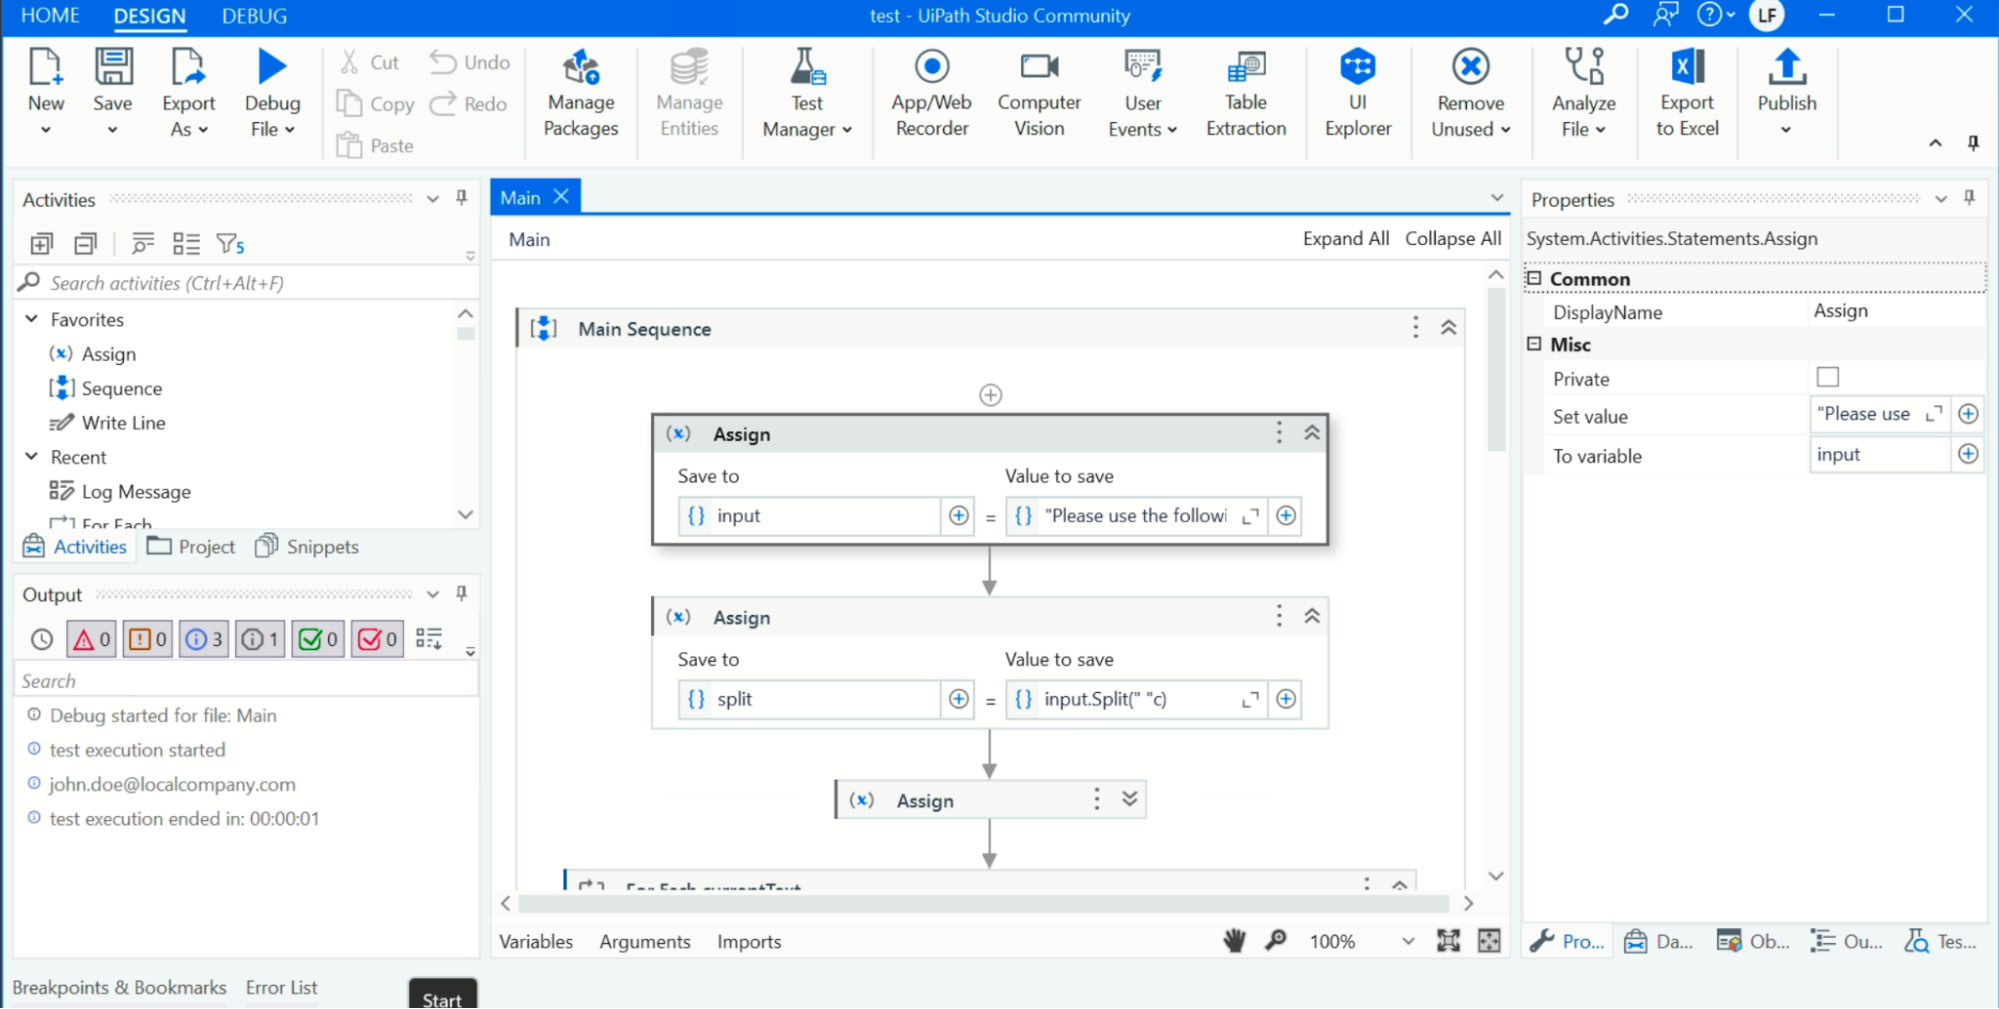 HOME DESIGN DEBUG
test - UiPath Studio Community
LF
New
Save
Export As
Debug File
Cut
Copy
Paste
Undo
Redo
Manage Packages
Manage Entities
Test Manager
App/Web Recorder
Computer Vision
User Events
Table Extraction
UI Explorer
Remove Unused
Analyze File
Export to Excel
Publish
Activities
5
Search activities (Ctrl+Alt+F)
Favorites
Assign
Sequence
Write Line
Recent
Log Message
For Each
Activities Project Snippets
Output
0 0 3 1 0 0
Search
Debug started for file: Main
test execution started
john.doe@localcompany.com
test execution ended in: 00:00:01
Breakpoints & Bookmarks Error List
Start
Main
Main
Expand All Collapse All
Main Sequence
Assign
Save to Value to save
input = "Please use the followi
Assign
Save to Value to save
split = input.Split(" "c)
Assign
For Each currentText
Variables Arguments Imports
100%
Properties
System.Activities.Statements.Assign
Common
DisplayName Assign
Misc
Private
Set value "Please use
To variable input
Pro... Da... Ob... Ou... Tes...